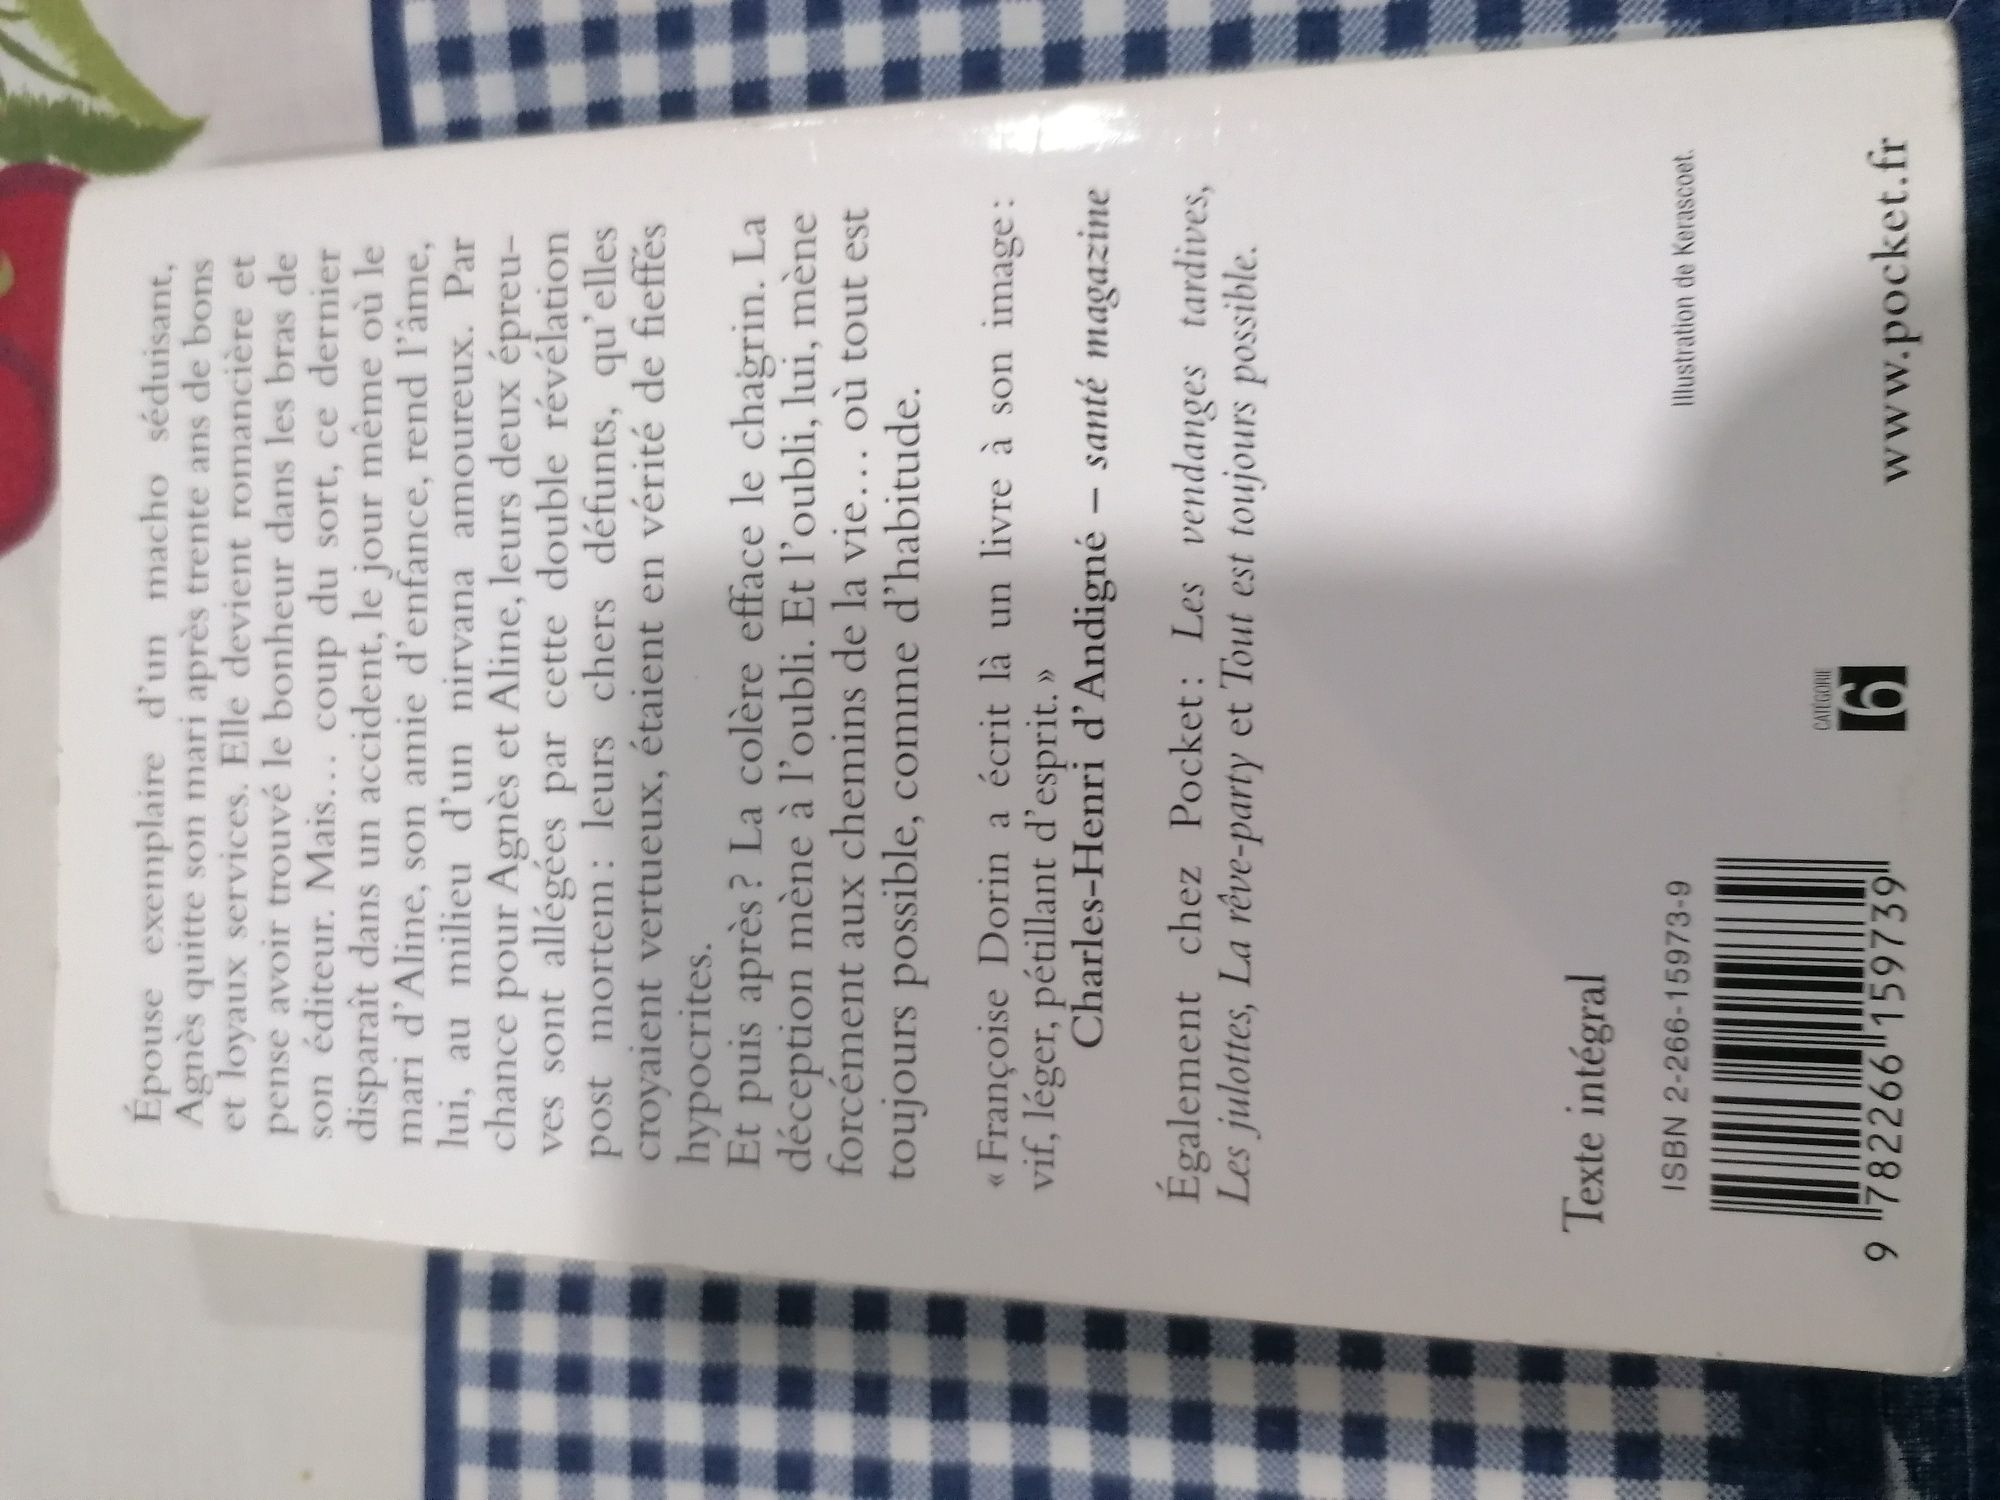 Épouse exemplaire d'un macho séduisant,
Agnès quitte son mari après trente ans de bons
et loyaux services. Elle devient romancière et
pense avoir trouvé le bonheur dans les bras de
son éditeur. Mais… coup du sort, ce dernier
disparaît dans un accident, le jour même où le
mari d'Aline, son amie d'enfance, rend l'âme,
lui, au milieu d'un nirvana amoureux. Par
chance pour Agnès et Aline, leurs deux épreu-
ves sont allégées par cette double révélation
post mortem : leurs chers défunts, qu'elles
croyaient vertueux, étaient en vérité de fieffés
hypocrites.
Et puis après ? La colère efface le chagrin. La
déception mène à l'oubli. Et l'oubli, lui, mène
forcément aux chemins de la vie… où tout est
toujours possible, comme d'habitude.
« Françoise Dorin a écrit là un livre à son image :
vif, léger, pétillant d'esprit. »
Charles-Henri d'Andigné – santé magazine
Également chez Pocket : Les vendanges tardives,
Les julottes, La rêve-party et Tout est toujours possible.
Texte intégral
Illustration de Kerascoet.
ISBN 2-266-15973-9
9 782266 159739
CATÉGORIE
6
www.pocket.fr